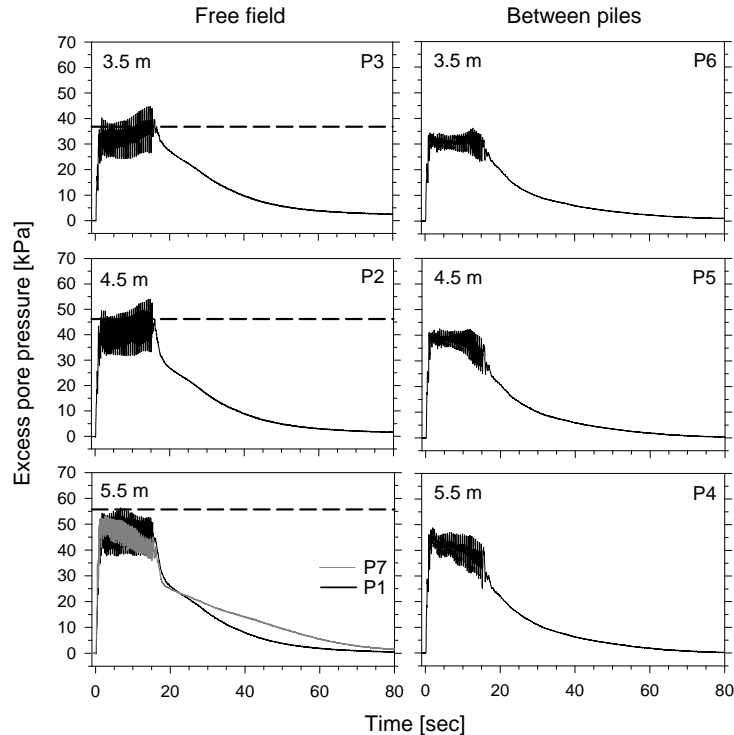 Free field
Between piles
Excess pore pressure [kPa]
70
60
50
40
30
20
10
0
3.5 m
P3
3.5 m
P6
70
60
50
40
30
20
10
0
4.5 m
P2
4.5 m
P5
70
60
50
40
30
20
10
0
5.5 m
P7
P1
5.5 m
P4
0 20 40 60 80
0 20 40 60 80
Time [sec]